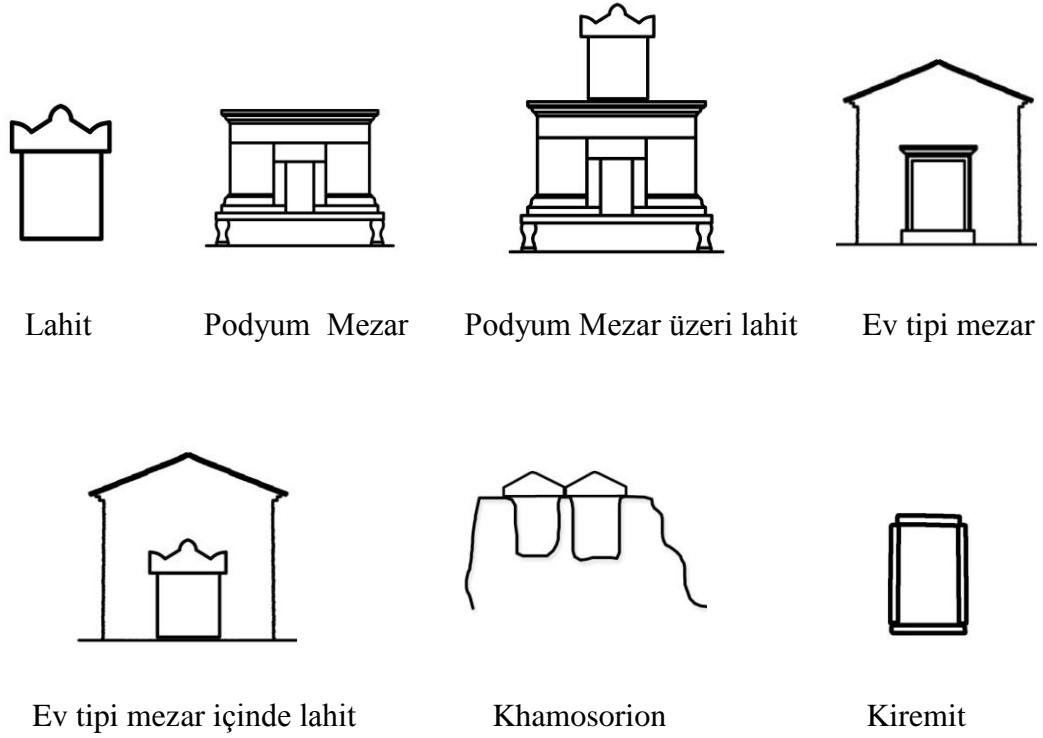 Lahit Podyum Mezar Podyum Mezar üzeri lahit Ev tipi mezar
Ev tipi mezar içinde lahit Khamosorion Kiremit